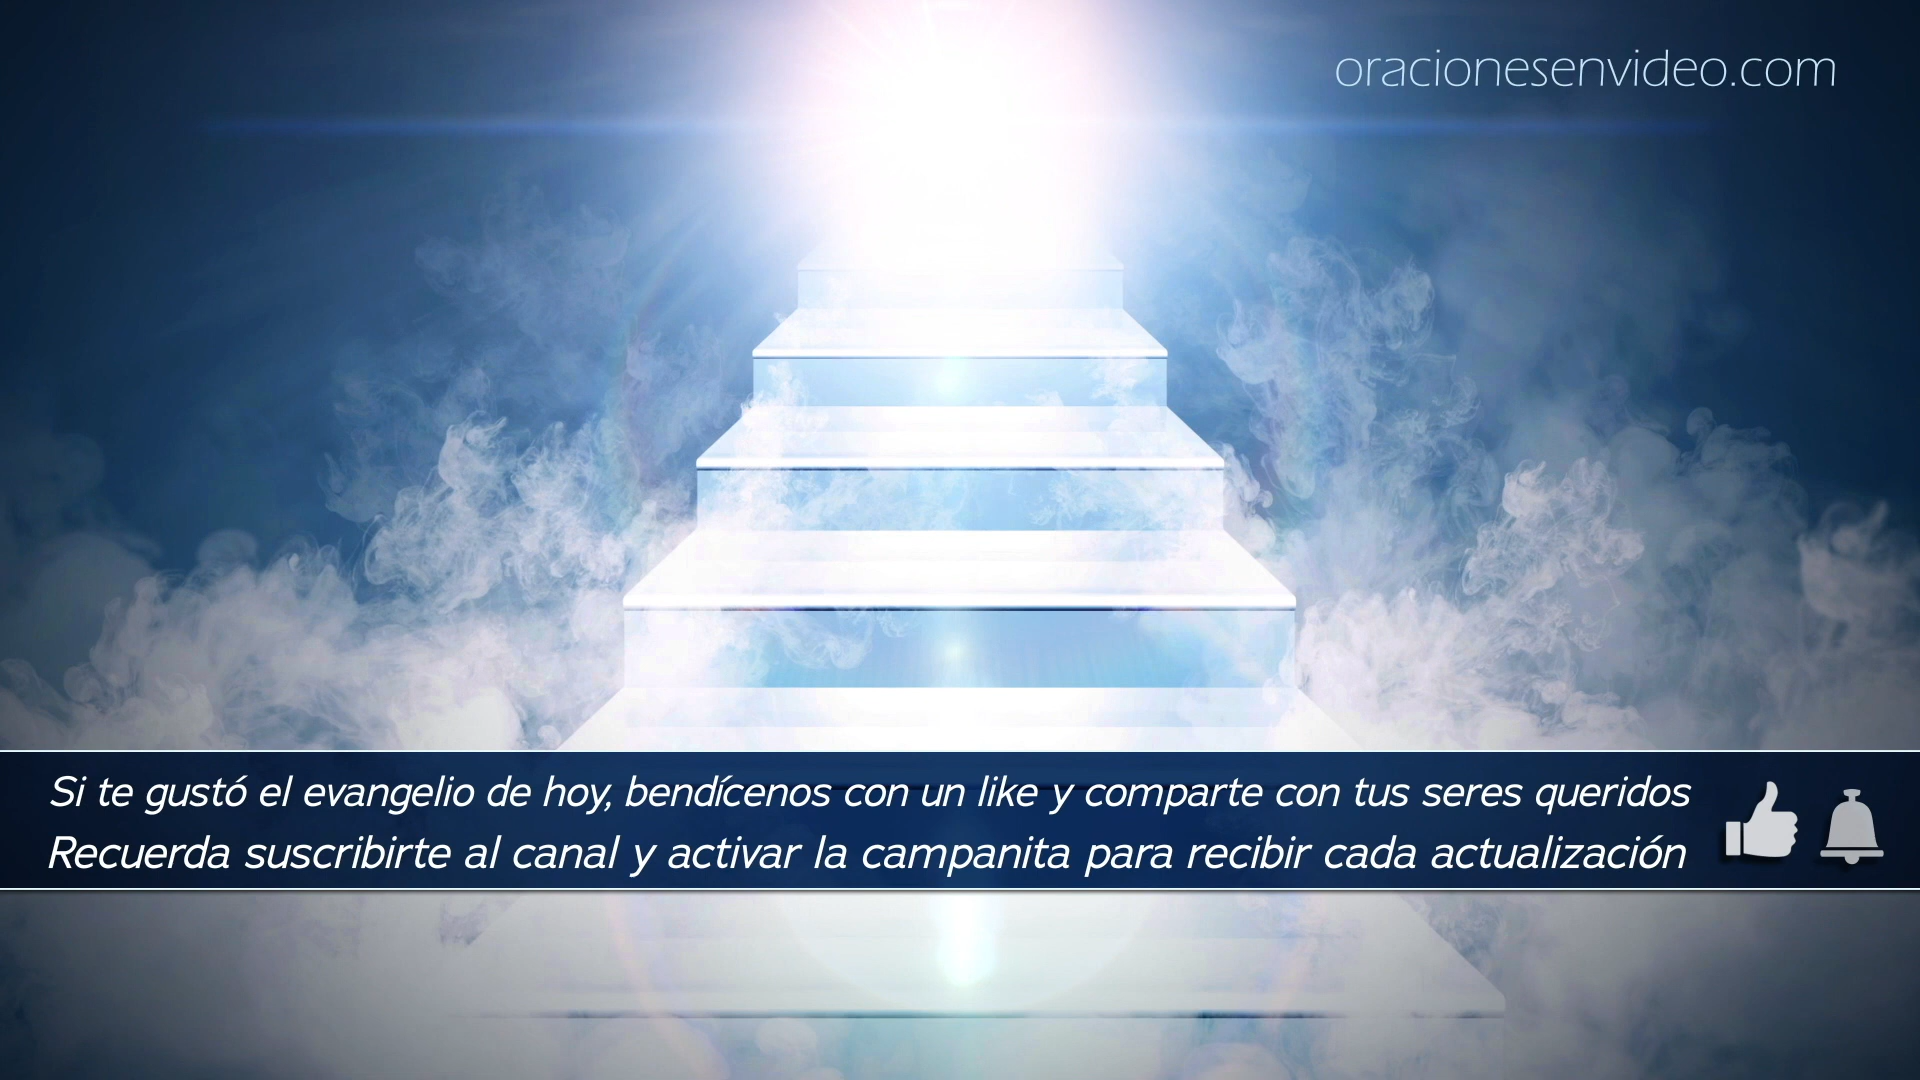 oracionesenvideo.com
Si te gustó el evangelio de hoy, bendícenos con un like y comparte con tus seres queridos
Recuerda suscribirte al canal y activar la campanita para recibir cada actualización